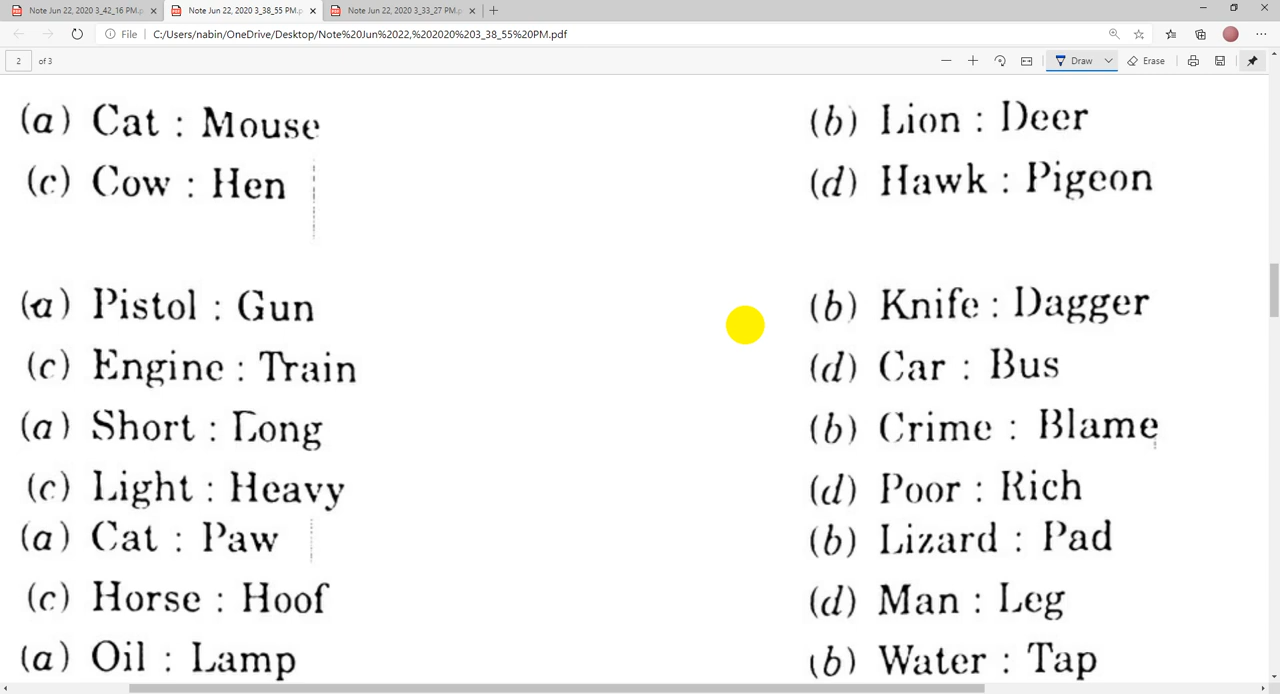 Note Jun 22, 2020 3_42_16 PM.p
Note Jun 22, 2020 3_38_55 PM.p
Note Jun 22, 2020 3_33_27 PM.p
File C:/Users/nabin/OneDrive/Desktop/Note%20Jun%2022,%202020%203_38_55%20PM.pdf
2 of 3 Draw Erase
(a) Cat : Mouse (b) Lion : Deer
(c) Cow : Hen (d) Hawk : Pigeon
(a) Pistol : Gun (b) Knife : Dagger
(c) Engine : Train (d) Car : Bus
(a) Short : Long (b) Crime : Blame
(c) Light : Heavy (d) Poor : Rich
(a) Cat : Paw (b) Lizard : Pad
(c) Horse : Hoof (d) Man : Leg
(a) Oil : Lamp (b) Water : Tap